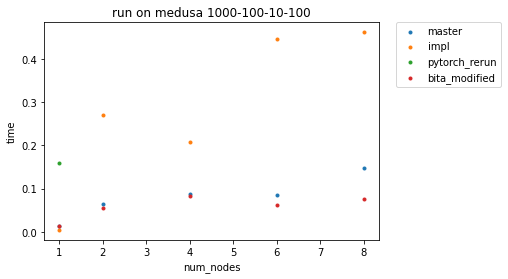 run on medusa 1000-100-10-100
master
impl
pytorch_rerun
bita_modified
time
0.4
0.3
0.2
0.1
0.0
1 2 3 4 5 6 7 8
num_nodes